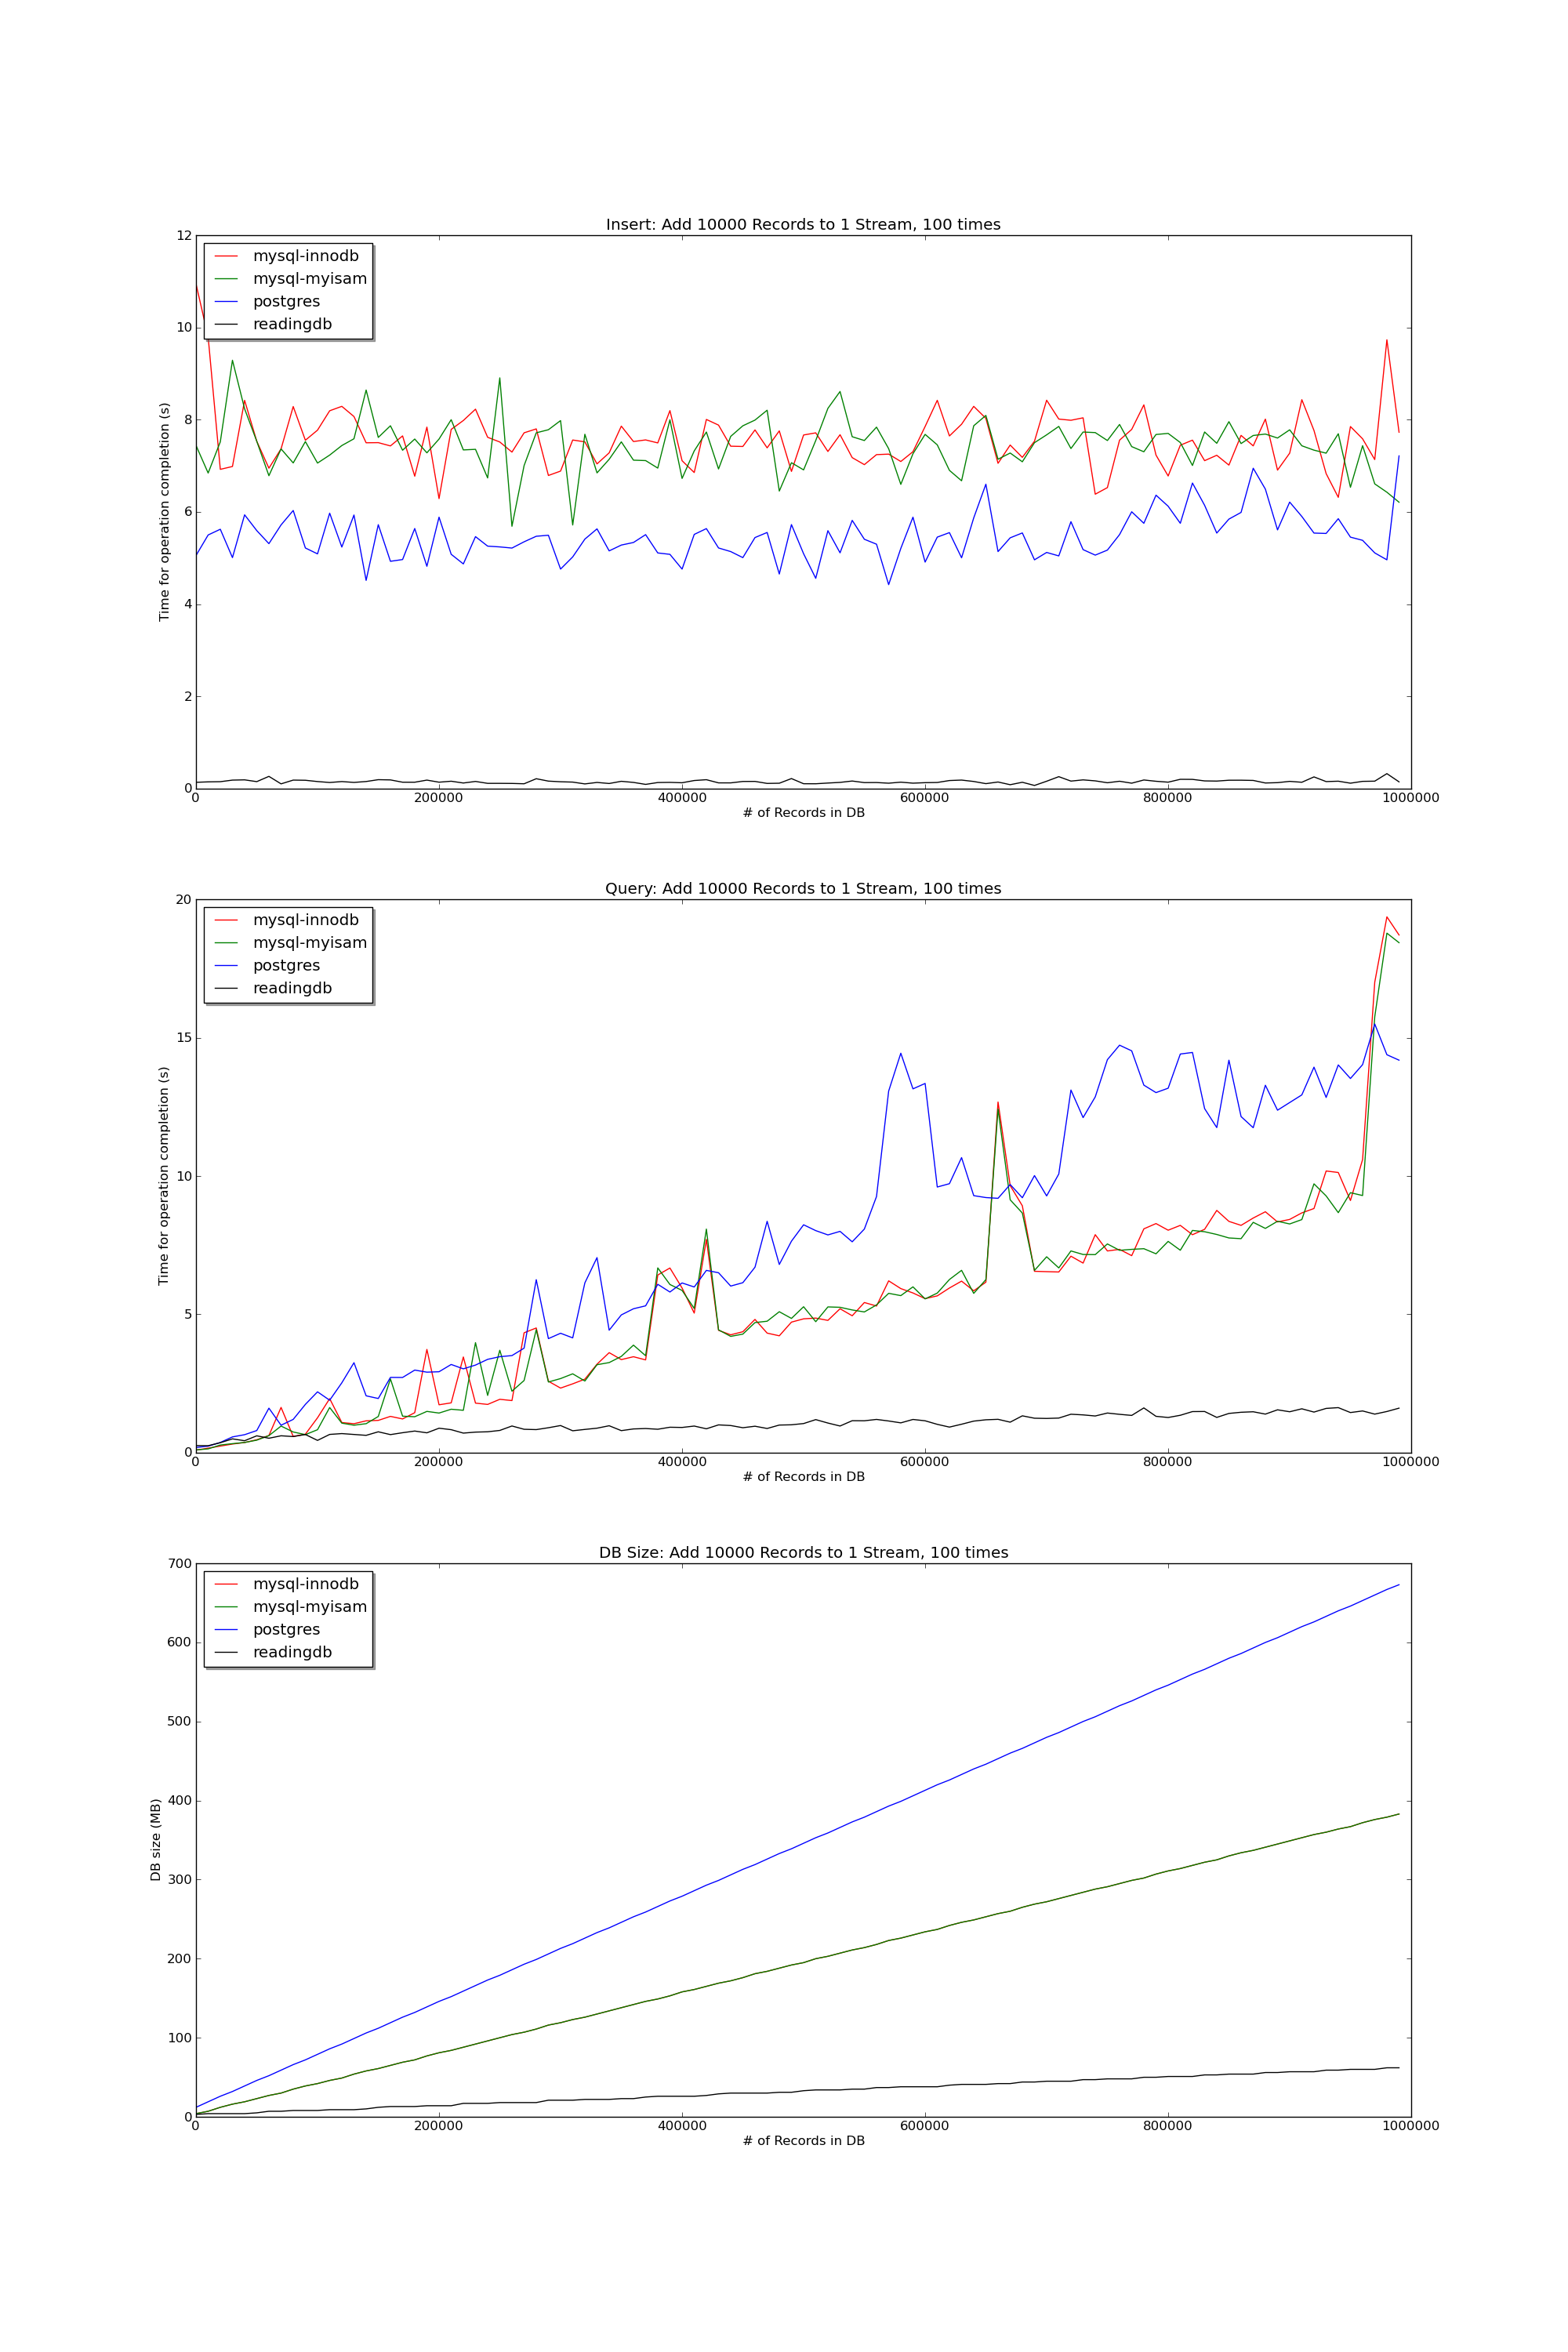 Insert: Add 10000 Records to 1 Stream, 100 times
12
10
8
6
4
2
0
Time for operation completion (s)
mysql-innodb
mysql-myisam
postgres
readingdb
0 200000 400000 600000 800000 1000000
# of Records in DB
Query: Add 10000 Records to 1 Stream, 100 times
20
15
10
5
0
Time for operation completion (s)
mysql-innodb
mysql-myisam
postgres
readingdb
0 200000 400000 600000 800000 1000000
# of Records in DB
DB Size: Add 10000 Records to 1 Stream, 100 times
700
600
500
400
300
200
100
0
DB size (MB)
mysql-innodb
mysql-myisam
postgres
readingdb
0 200000 400000 600000 800000 1000000
# of Records in DB